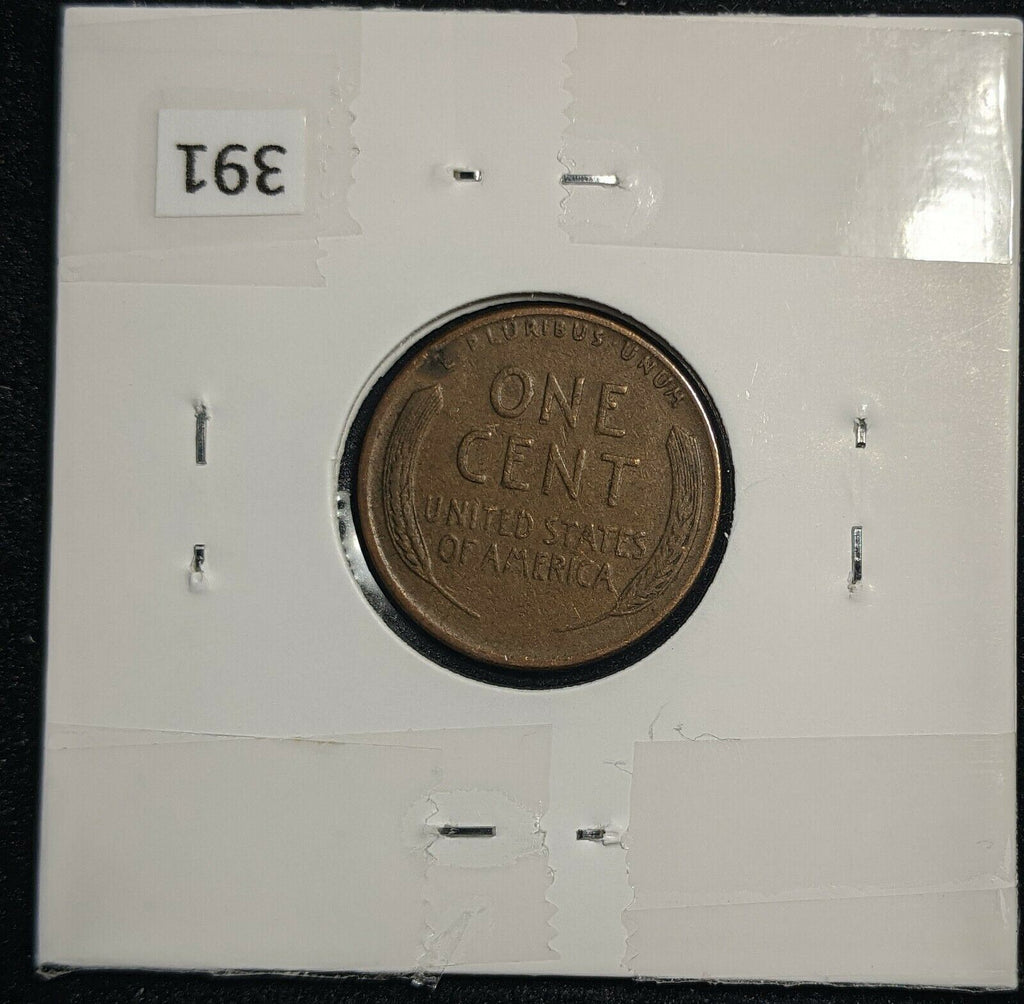 391
E PLURIBUS UNUM
ONE
CENT
UNITED STATES
OF AMERICA